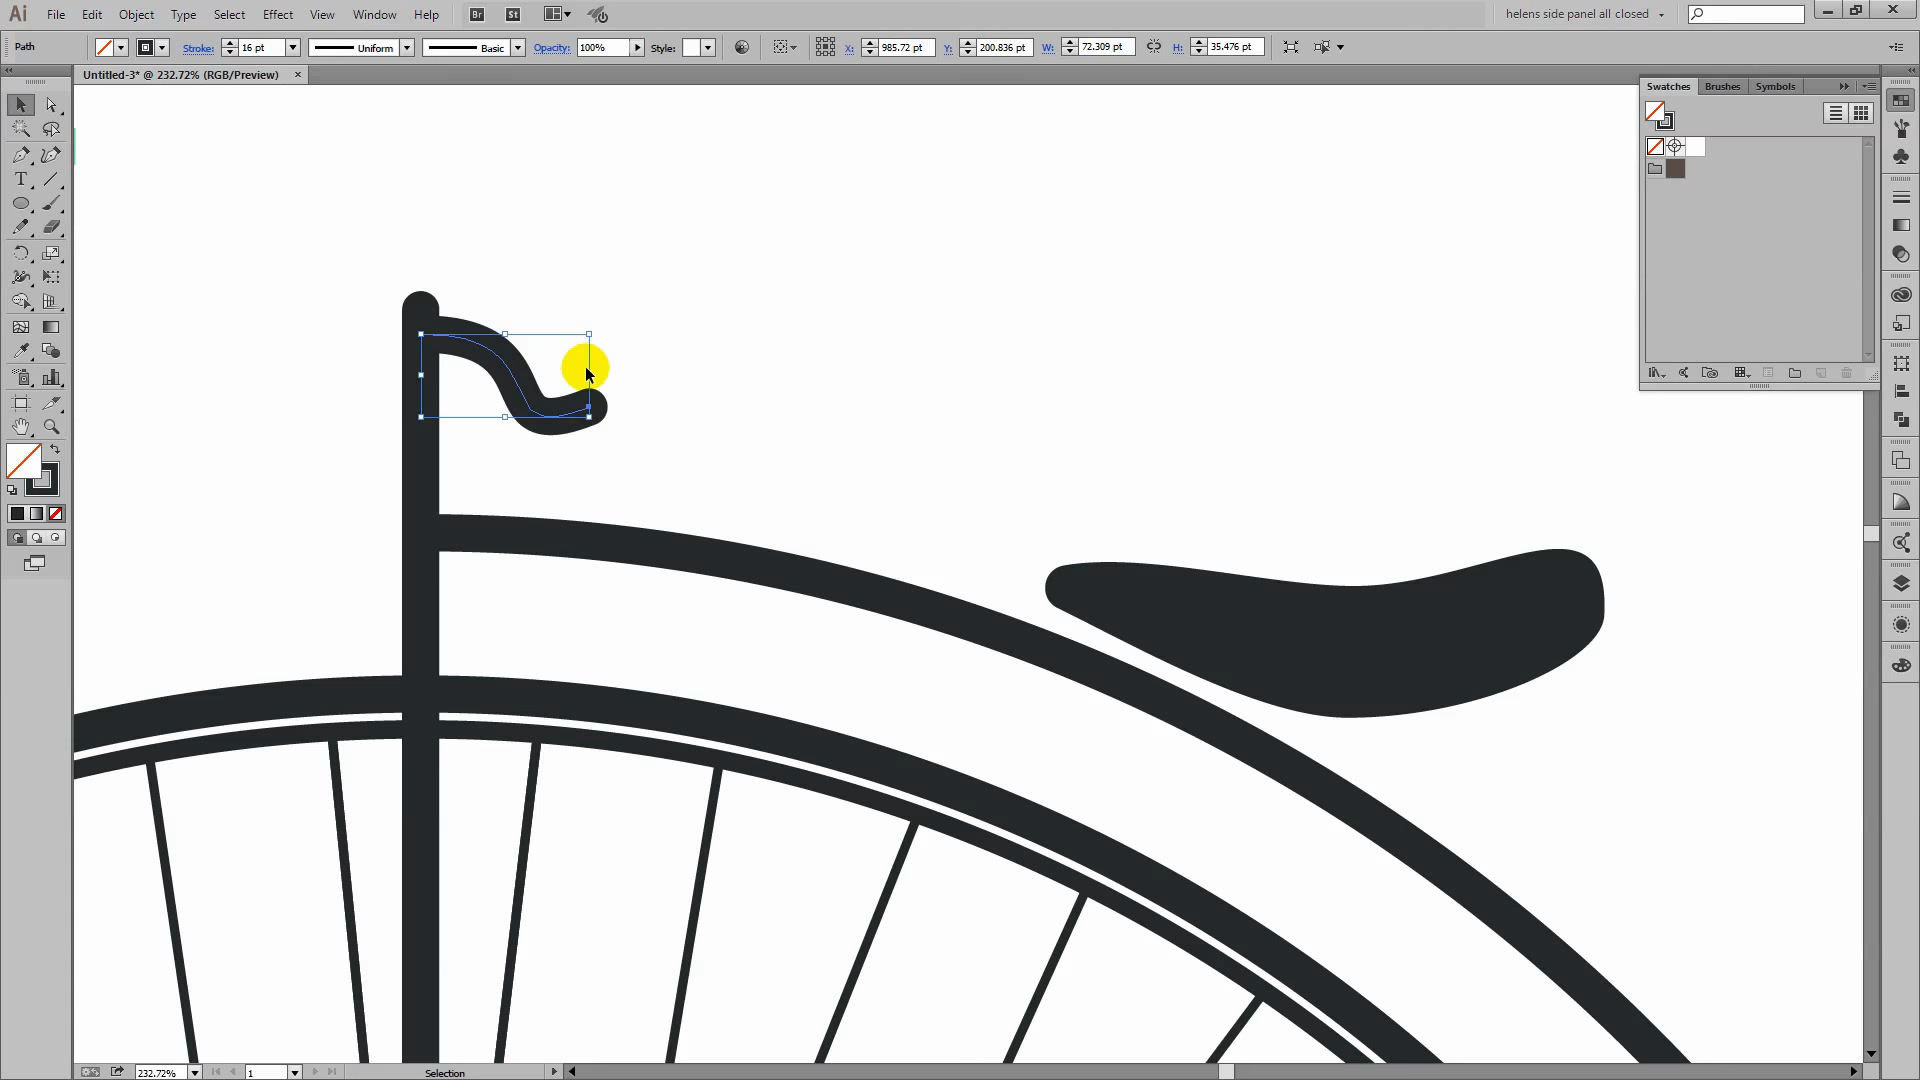 Ai File Edit Object Type Select Effect View Window Help Br St helens side panel all closed
Path Stroke: 16 pt Uniform Basic Opacity: 100% Style: X: 985.72 pt Y: 200.836 pt W: 72.309 pt H: 35.476 pt
Untitled-3* @ 232.72% (RGB/Preview) ×
Swatches Brushes Symbols
T
232.72% 1 Selection